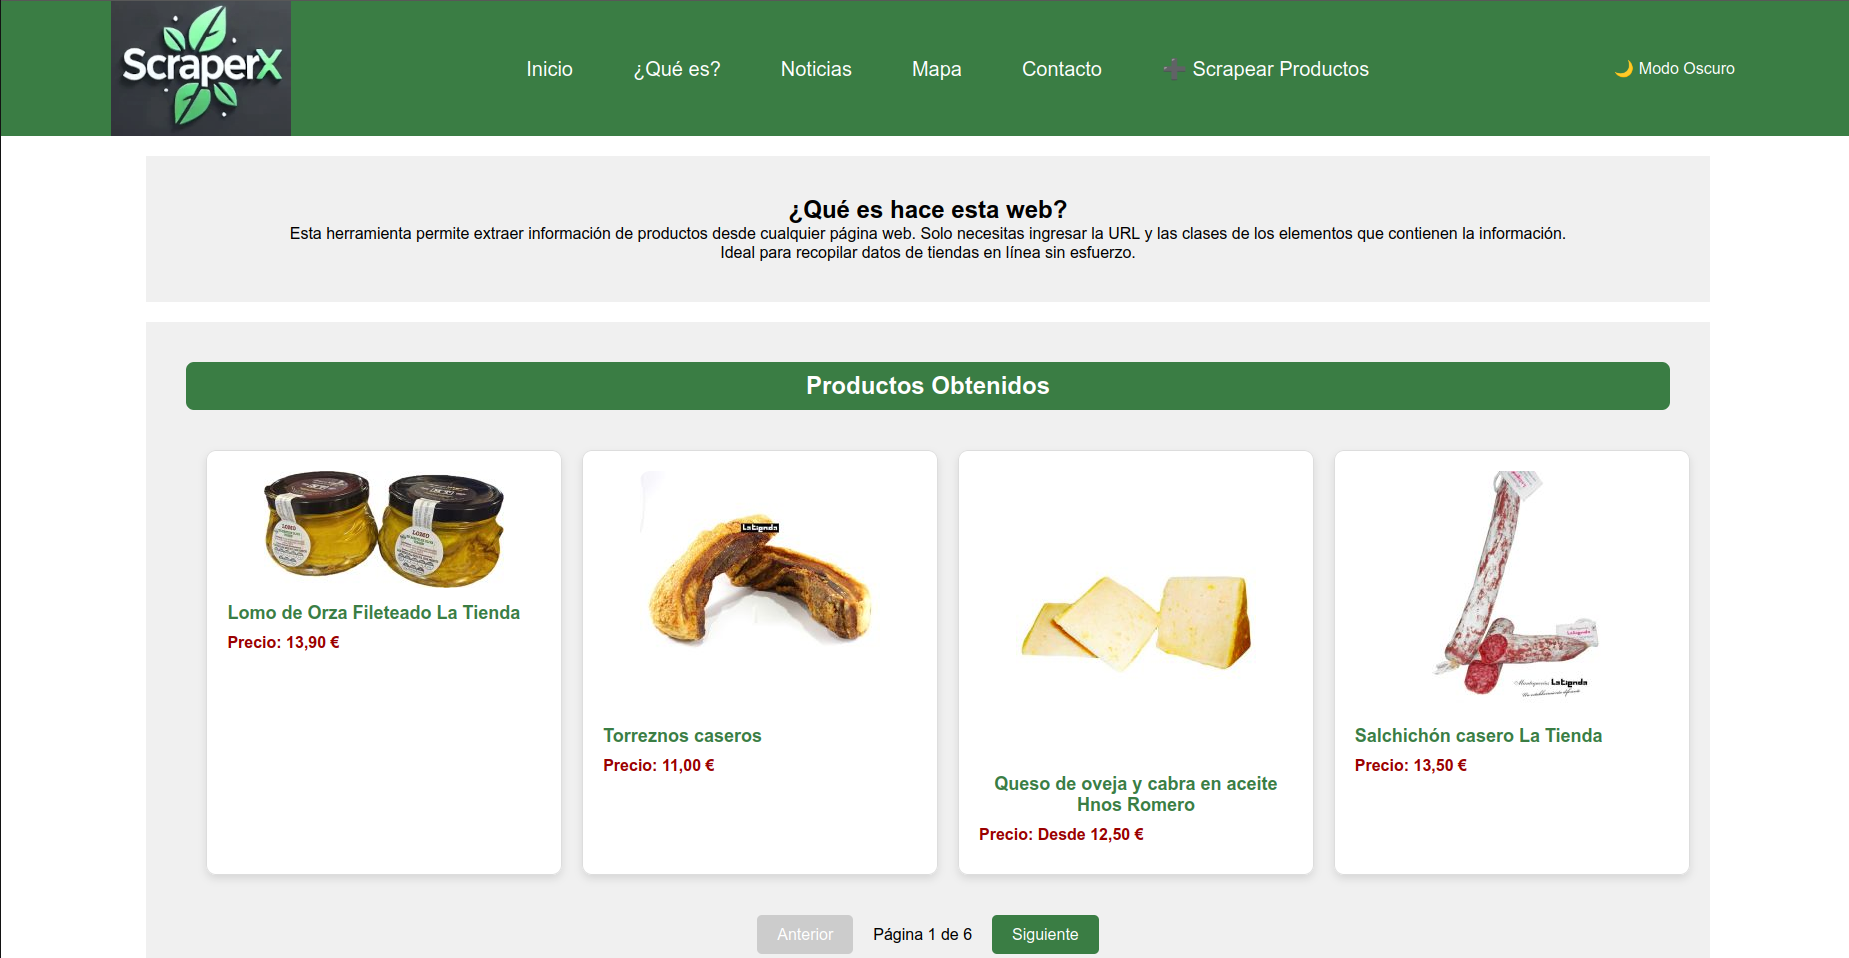 ScraperX
Inicio
¿Qué es?
Noticias
Mapa
Contacto
➕ Scrapear Productos
🌙 Modo Oscuro
¿Qué es hace esta web?
Esta herramienta permite extraer información de productos desde cualquier página web. Solo necesitas ingresar la URL y las clases de los elementos que contienen la información.
Ideal para recopilar datos de tiendas en línea sin esfuerzo.
Productos Obtenidos
LOMO
LOMO
Lomo de Orza Fileteado La Tienda
Precio: 13,90 €
LaTienda
Torreznos caseros
Precio: 11,00 €
Queso de oveja y cabra en aceite
Hnos Romero
Precio: Desde 12,50 €
LaTienda
Salchichón casero La Tienda
Precio: 13,50 €
Anterior
Página 1 de 6
Siguiente